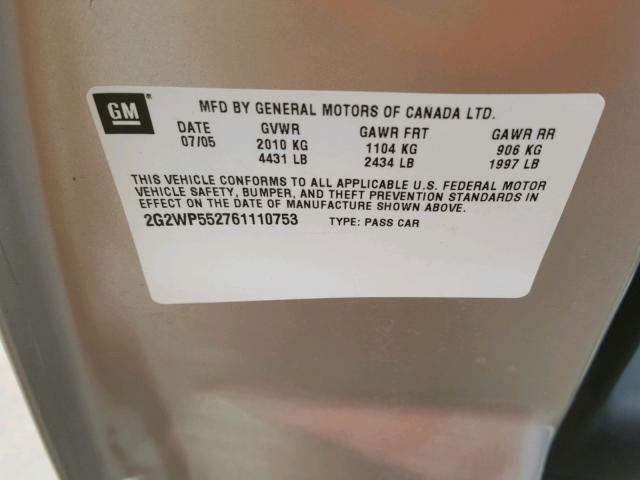 GM ® MFD BY GENERAL MOTORS OF CANADA LTD.
DATE GVWR GAWR FRT GAWR RR
07/05 2010 KG 1104 KG 906 KG
4431 LB 2434 LB 1997 LB
THIS VEHICLE CONFORMS TO ALL APPLICABLE U.S. FEDERAL MOTOR
VEHICLE SAFETY, BUMPER, AND THEFT PREVENTION STANDARDS IN
EFFECT ON THE DATE OF MANUFACTURE SHOWN ABOVE.
2G2WP552761110753 TYPE: PASS CAR